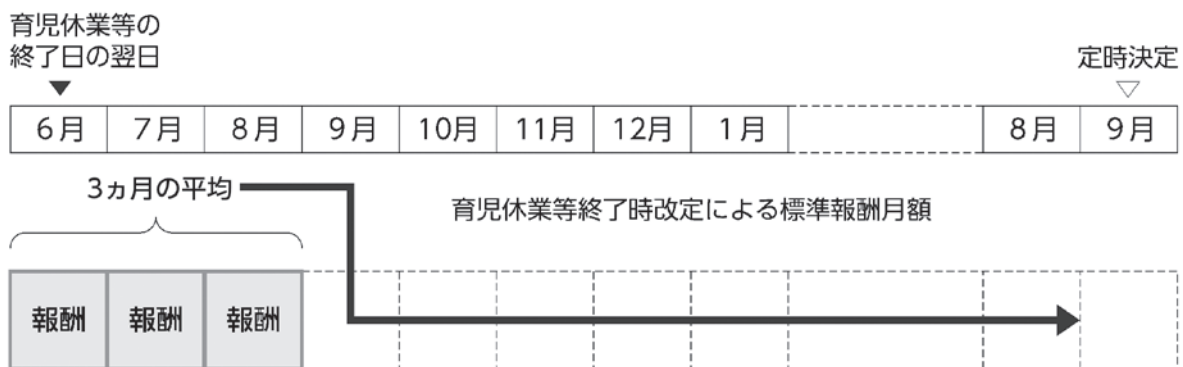 育児休業等の
終了日の翌日
定時決定
6月 7月 8月 9月 10月 11月 12月 1月 8月 9月
3ヵ月の平均
育児休業等終了時改定による標準報酬月額
報酬 報酬 報酬